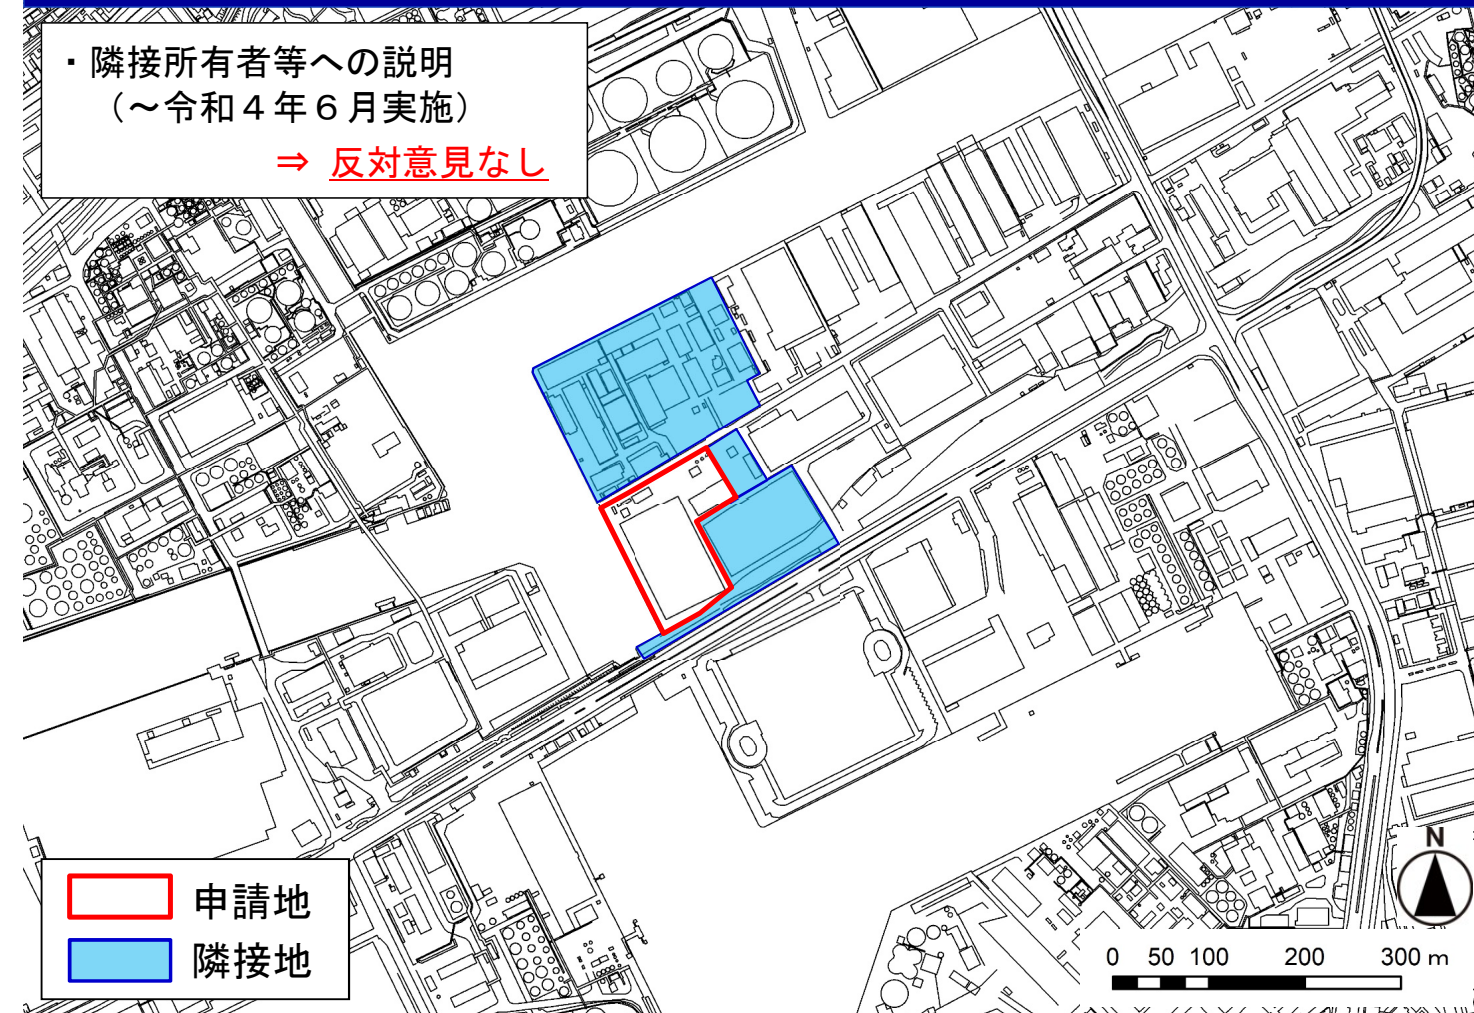 ・隣接所有者等への説明
（～令和４年６月実施）
⇒ 反対意見なし
申請地
隣接地
N
0 50 100 200 300 m